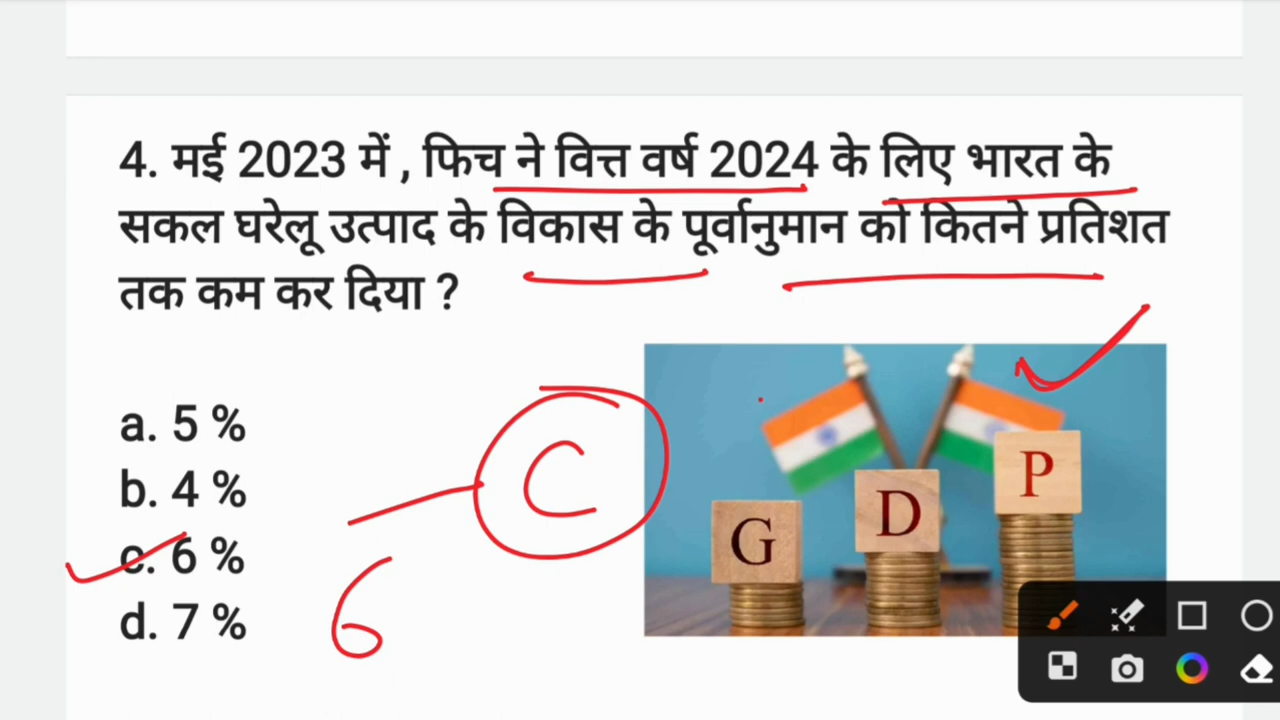 4. मई 2023 में , फिच ने वित्त वर्ष 2024 के लिए भारत के
सकल घरेलू उत्पाद के विकास के पूर्वानुमान को कितने प्रतिशत
तक कम कर दिया ?
a. 5 %
b. 4 %
c. 6 %
d. 7 %
C
6
G
D
P